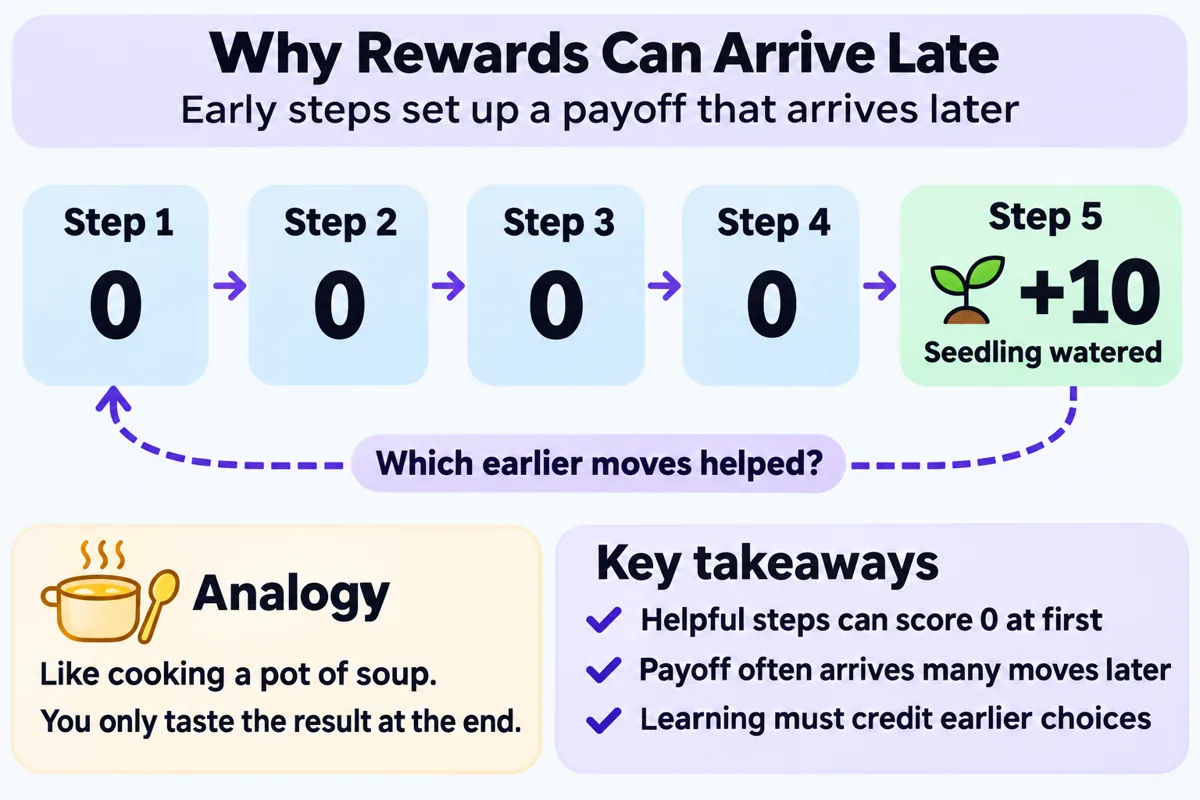 Why Rewards Can Arrive Late
Early steps set up a payoff that arrives later
Step 1
0
Step 2
0
Step 3
0
Step 4
0
Step 5
+10
Seedling watered
Which earlier moves helped?
Analogy
Like cooking a pot of soup.
You only taste the result at the end.
Key takeaways
Helpful steps can score 0 at first
Payoff often arrives many moves later
Learning must credit earlier choices